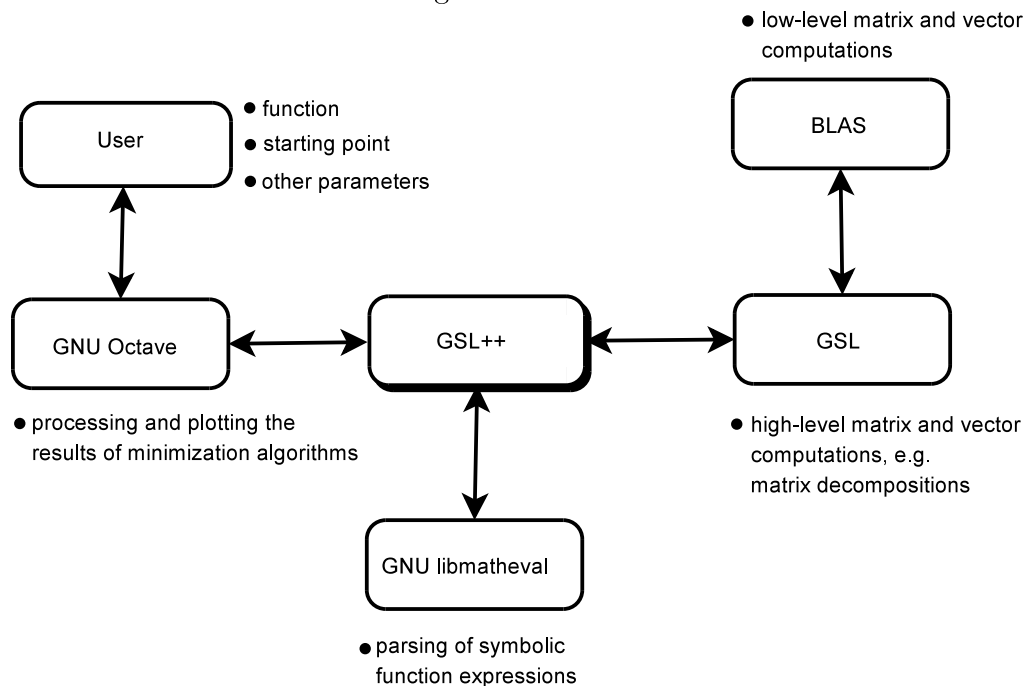 ● low-level matrix and vector
computations
User
● function
● starting point
● other parameters
BLAS
GNU Octave
GSL++
GSL
● processing and plotting the
results of minimization algorithms
● high-level matrix and vector
computations, e.g.
matrix decompositions
GNU libmatheval
● parsing of symbolic
function expressions